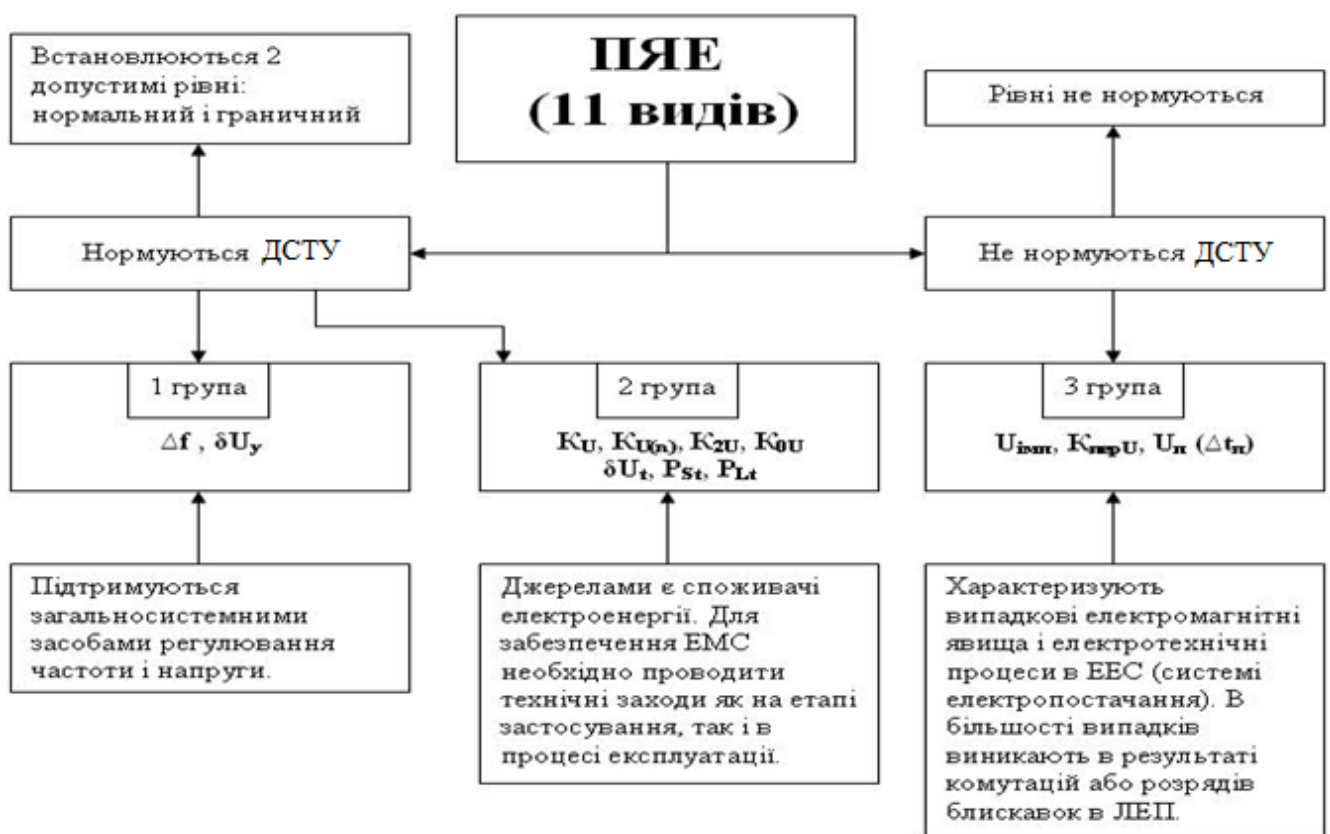 ПЯЕ
(11 видів)
Встановлюються 2
допустимі рівні:
нормальний і граничний
Рівні не нормуються
Нормуються ДСТУ
Не нормуються ДСТУ
1 група
Δf , δUy
2 група
KU, KU(n), K2U, K0U
δUt, PSt, PLt
3 група
Uімп, KперU, Uп (Δtп)
Підтримуються
загальносистемними
засобами регулювання
частоти і напруги.
Джерелами є споживачі
електроенергії. Для
забезпечення ЕМС
необхідно проводити
технічні заходи як на етапі
застосування, так і в
процесі експлуатації.
Характеризують
випадкові електромагнітні
явища і електротехнічні
процеси в ЕЕС (системі
електропостачання). В
більшості випадків
виникають в результаті
комутацій або розрядів
блискавок в ЛЕП.